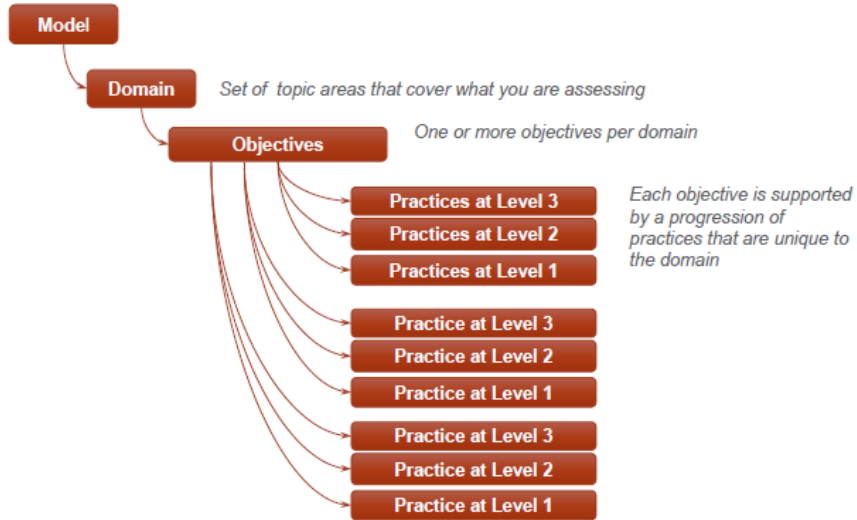 Model
Domain
Set of topic areas that cover what you are assessing
One or more objectives per domain
Objectives
Practices at Level 3
Practices at Level 2
Practices at Level 1
Each objective is supported
by a progression of
practices that are unique to
the domain
Practice at Level 3
Practice at Level 2
Practice at Level 1
Practice at Level 3
Practice at Level 2
Practice at Level 1